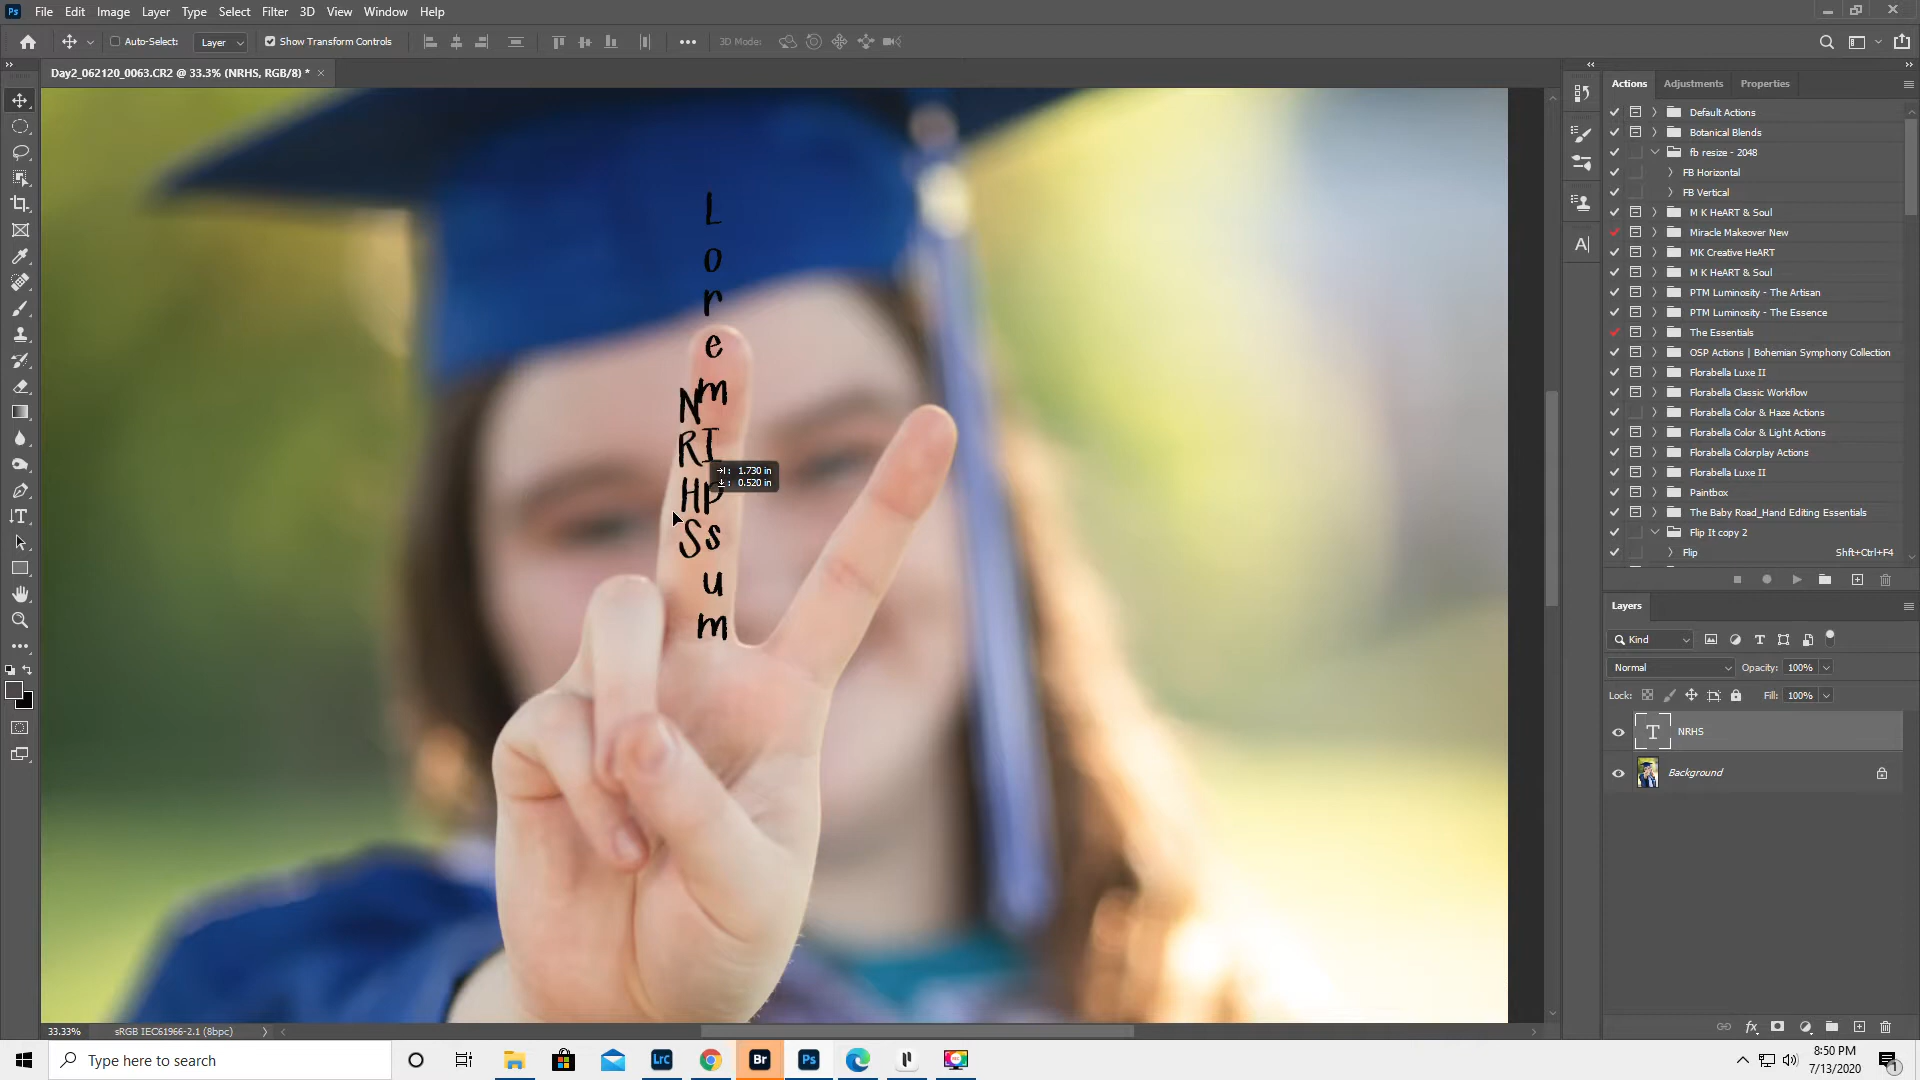 Ps File Edit Image Layer Type Select Filter 3D View Window Help
Auto-Select: Layer Show Transform Controls 3D Mode:
Day2_062120_0063.CR2 @ 33.3% (NRHS, RGB/8) *
Actions Adjustments Properties
Default Actions
Botanical Blends
fb resize - 2048
FB Horizontal
FB Vertical
M K HeART & Soul
Miracle Makeover New
MK Creative HeART
M K HeART & Soul
PTM Luminosity - The Artisan
PTM Luminosity - The Essence
The Essentials
OSP Actions | Bohemian Symphony Collection
Florabella Luxe II
Florabella Classic Workflow
Florabella Color & Haze Actions
Florabella Color & Light Actions
Florabella Colorplay Actions
Florabella Luxe II
Paintbox
The Baby Road_Hand Editing Essentials
Flip It copy 2
Flip Shft+Ctrl+F4
Lorem Ipsum
NRHS
1.730 in
0.520 in
Layers
Kind
Normal Opacity: 100%
Lock: Fill: 100%
NRHS
Background
33.33% sRGB IEC61966-2.1 (8bpc)
Type here to search
LrC Br Ps
8:50 PM
7/13/2020
1